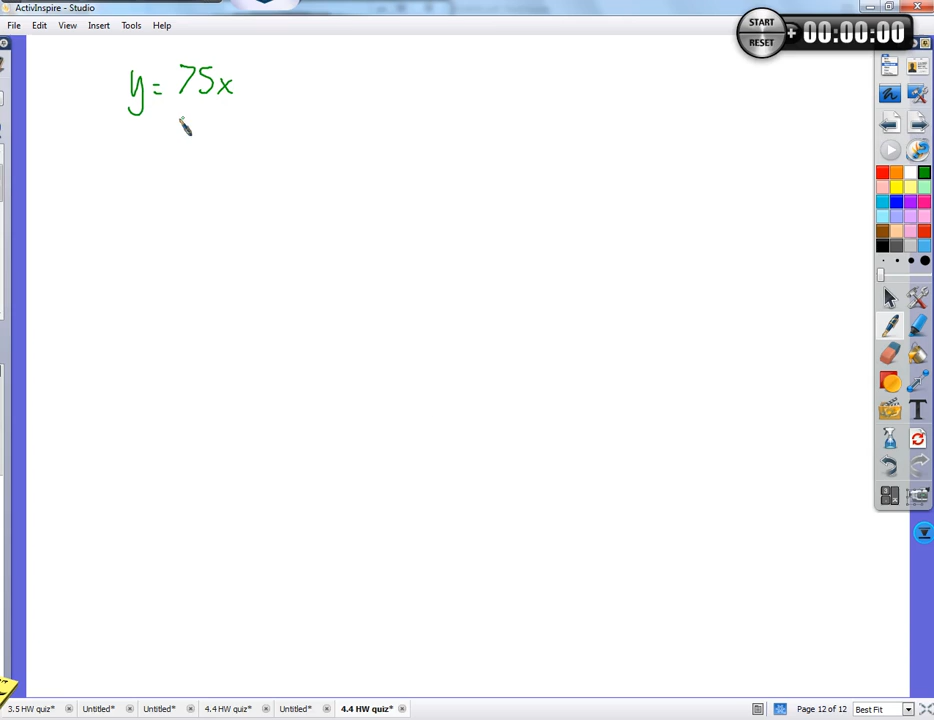 ActivInspire - Studio
START
RESET
+ 00:00:00
File Edit View Insert Tools Help
y = 75x
T
3.5 HW quiz* Untitled* Untitled* 4.4 HW quiz* Untitled* 4.4 HW quiz* Page 12 of 12 Best Fit